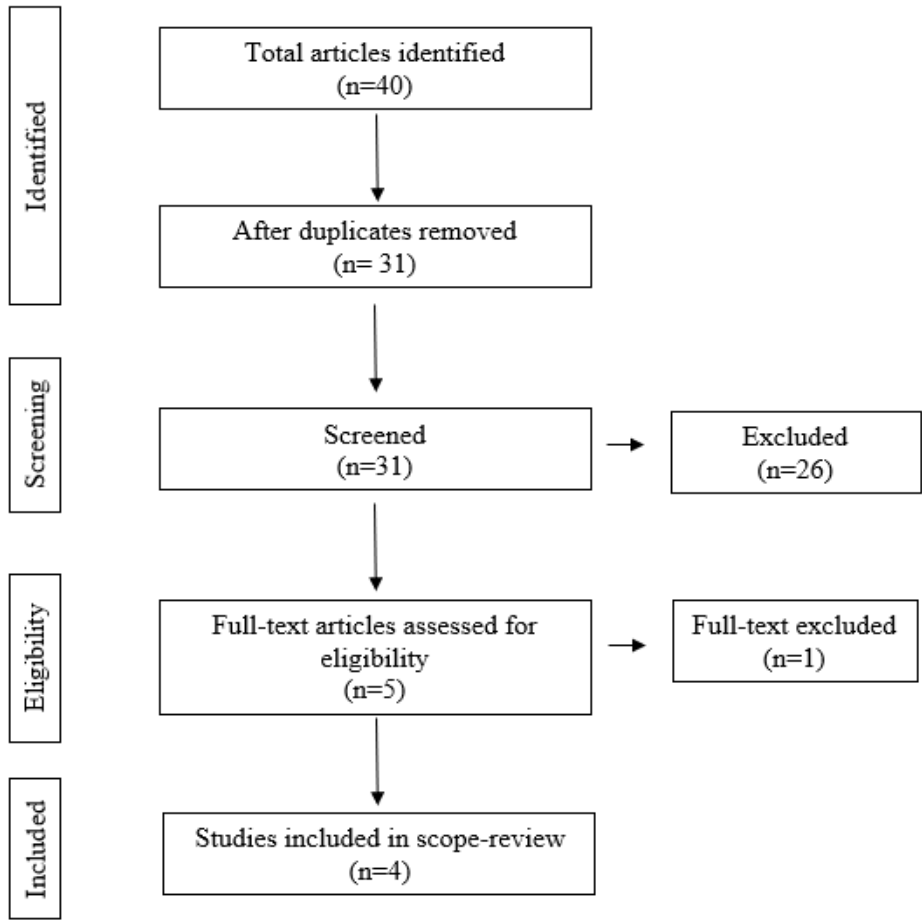 Identified
Total articles identified
(n=40)
After duplicates removed
(n= 31)
Screening
Screened
(n=31)
Excluded
(n=26)
Eligibility
Full-text articles assessed for
eligibility
(n=5)
Full-text excluded
(n=1)
Included
Studies included in scope-review
(n=4)